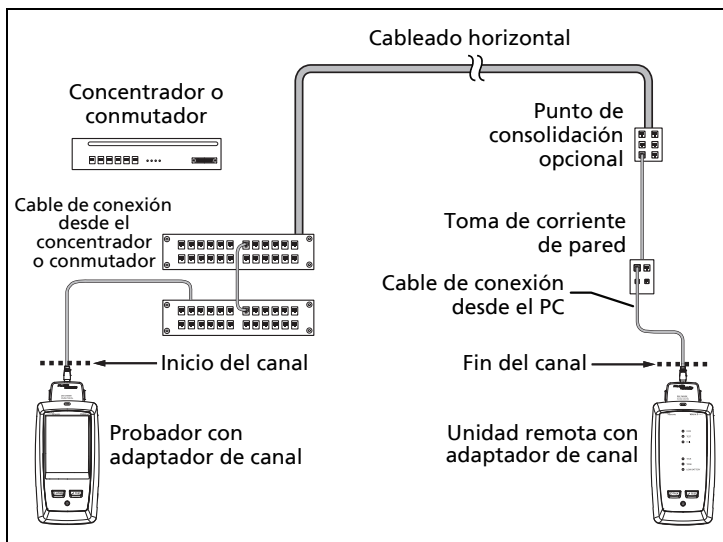 Cableado horizontal
Concentrador o
conmutador
Punto de
consolidación
opcional
Cable de conexión
desde el
concentrador
o conmutador
Toma de corriente
de pared
Cable de conexión
desde el PC
Inicio del canal
Fin del canal
Probador con
adaptador de canal
Unidad remota con
adaptador de canal